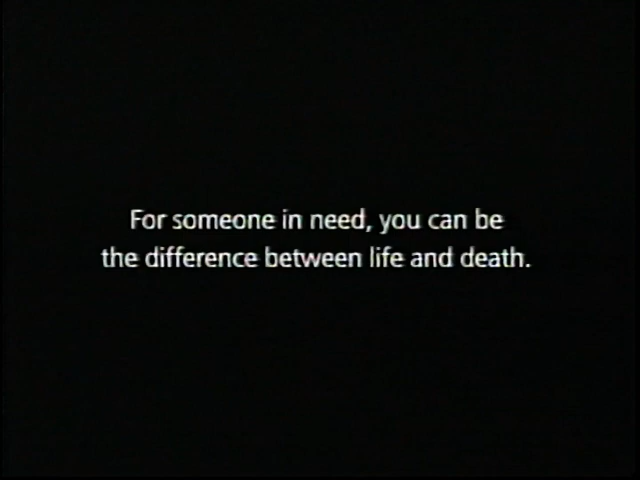 For someone in need, you can be
the difference between life and death.